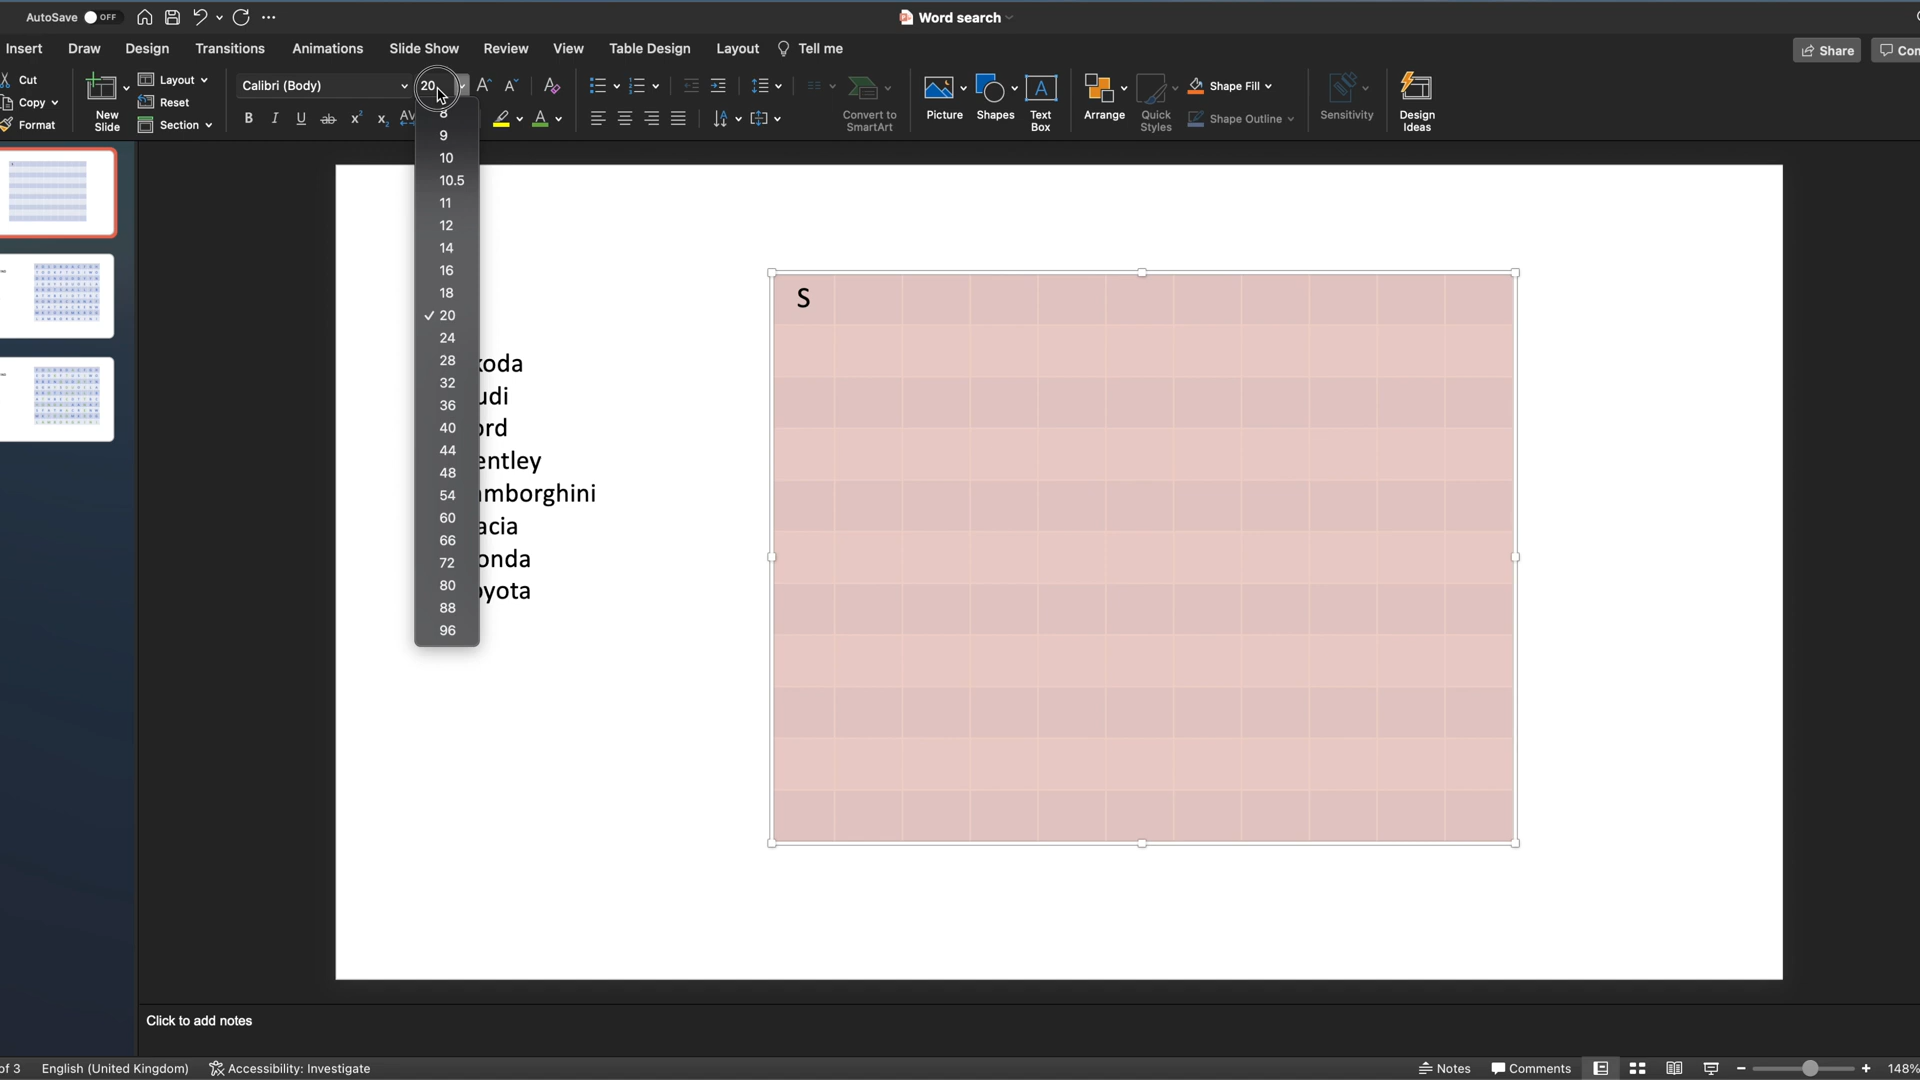 AutoSave OFF
Word search
Insert Draw Design Transitions Animations Slide Show Review View Table Design Layout Tell me
Share
Cut
Copy
Format
New Slide
Layout
Reset
Section
Calibri (Body)
20
Convert to SmartArt
Picture
Shapes
Text Box
Arrange
Quick Styles
Shape Fill
Shape Outline
Sensitivity
Design Ideas
8
9
10
10.5
11
12
14
16
18
✓ 20
24
28
32
36
40
44
48
54
60
66
72
80
88
96
S
koda
udi
ord
entley
amborghini
acia
onda
oyota
Click to add notes
of 3 English (United Kingdom) Accessibility: Investigate
Notes Comments 148%